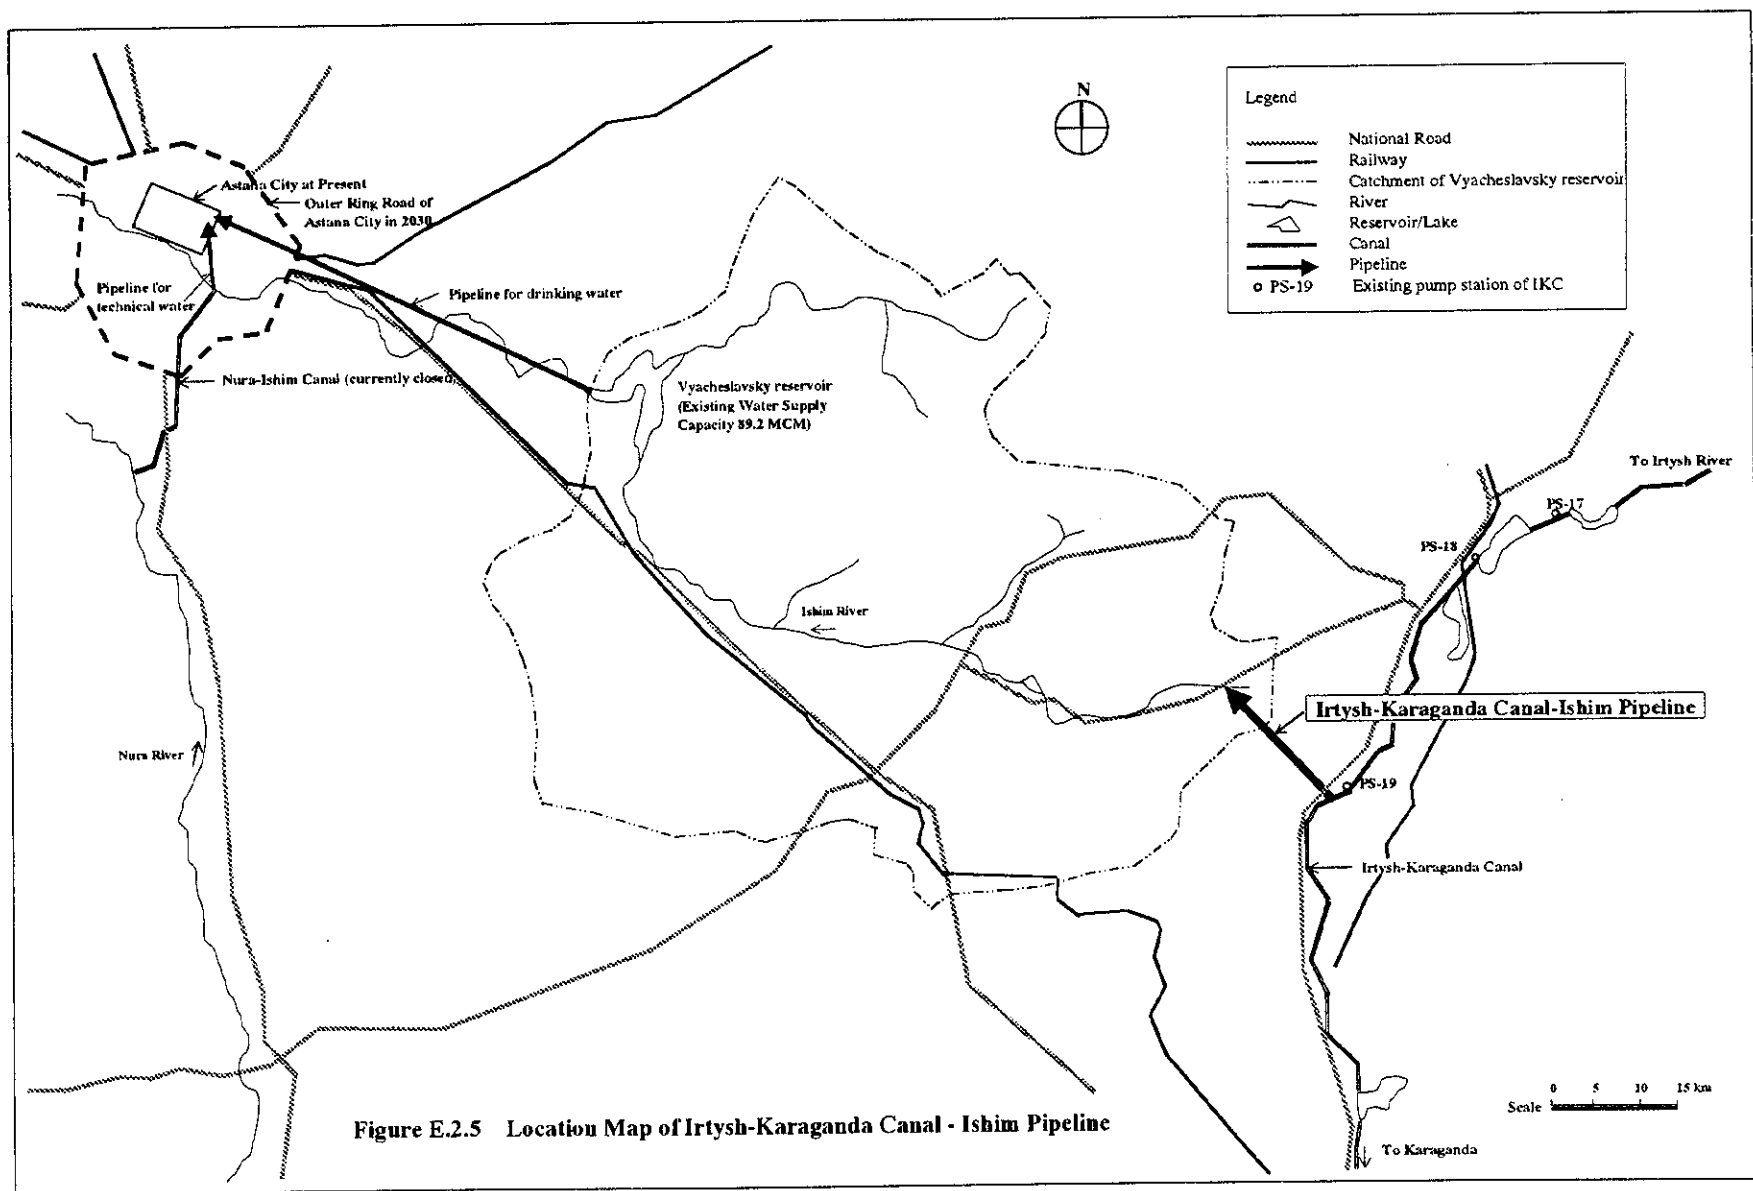 N
Legend
National Road
Railway
Catchment of Vyacheslavsky reservoir
River
Reservoir/Lake
Canal
Pipeline
PS-19 Existing pump station of IKC
Astana City at Present
Outer Ring Road of
Astana City in 2030
Pipeline for
technical water
Pipeline for drinking water
Nura-Ishim Canal (currently closed
Vyacheslavsky reservoir
(Existing Water Supply
Capacity 89.2 MCM)
To Irtysh River
PS-17
PS-18
Ishim River
Irtysh-Karaganda Canal-Ishim Pipeline
Nura River
PS-19
Irtysh-Karaganda Canal
0 5 10 15 km
Scale
Figure E.2.5 Location Map of Irtysh-Karaganda Canal - Ishim Pipeline
To Karaganda